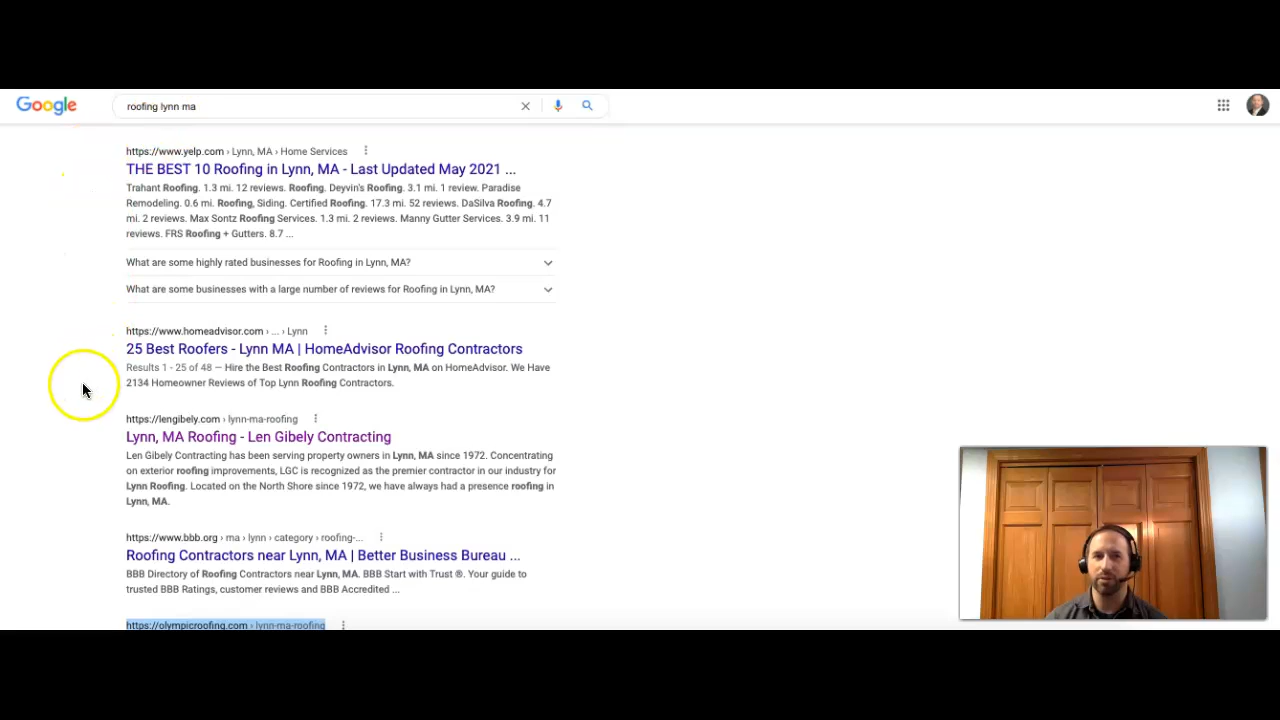 Google
roofing lynn ma
https://www.yelp.com › Lynn, MA › Home Services
THE BEST 10 Roofing in Lynn, MA - Last Updated May 2021 ...
Trahant Roofing. 1.3 mi. 12 reviews. Roofing. Deyvin's Roofing. 3.1 mi. 1 review. Paradise
Remodeling. 0.6 mi. Roofing, Siding. Certified Roofing. 17.3 mi. 52 reviews. DaSilva Roofing. 4.7
mi. 2 reviews. Max Sontz Roofing Services. 1.3 mi. 2 reviews. Manny Gutter Services. 3.9 mi. 11
reviews. FRS Roofing + Gutters. 8.7 ...
What are some highly rated businesses for Roofing in Lynn, MA?
What are some businesses with a large number of reviews for Roofing in Lynn, MA?
https://www.homeadvisor.com › ... › Lynn
25 Best Roofers - Lynn MA | HomeAdvisor Roofing Contractors
Results 1 - 25 of 48 — Hire the Best Roofing Contractors in Lynn, MA on HomeAdvisor. We Have
2134 Homeowner Reviews of Top Lynn Roofing Contractors.
https://lengibely.com › lynn-ma-roofing
Lynn, MA Roofing - Len Gibely Contracting
Len Gibely Contracting has been serving property owners in Lynn, MA since 1972. Concentrating
on exterior roofing improvements, LGC is recognized as the premier contractor in our industry for
Lynn Roofing. Located on the North Shore since 1972, we have always had a presence roofing in
Lynn, MA.
https://www.bbb.org › ma › lynn › category › roofing-...
Roofing Contractors near Lynn, MA | Better Business Bureau ...
BBB Directory of Roofing Contractors near Lynn, MA. BBB Start with Trust ®. Your guide to
trusted BBB Ratings, customer reviews and BBB Accredited ...
https://olympicroofing.com › lynn-ma-roofing